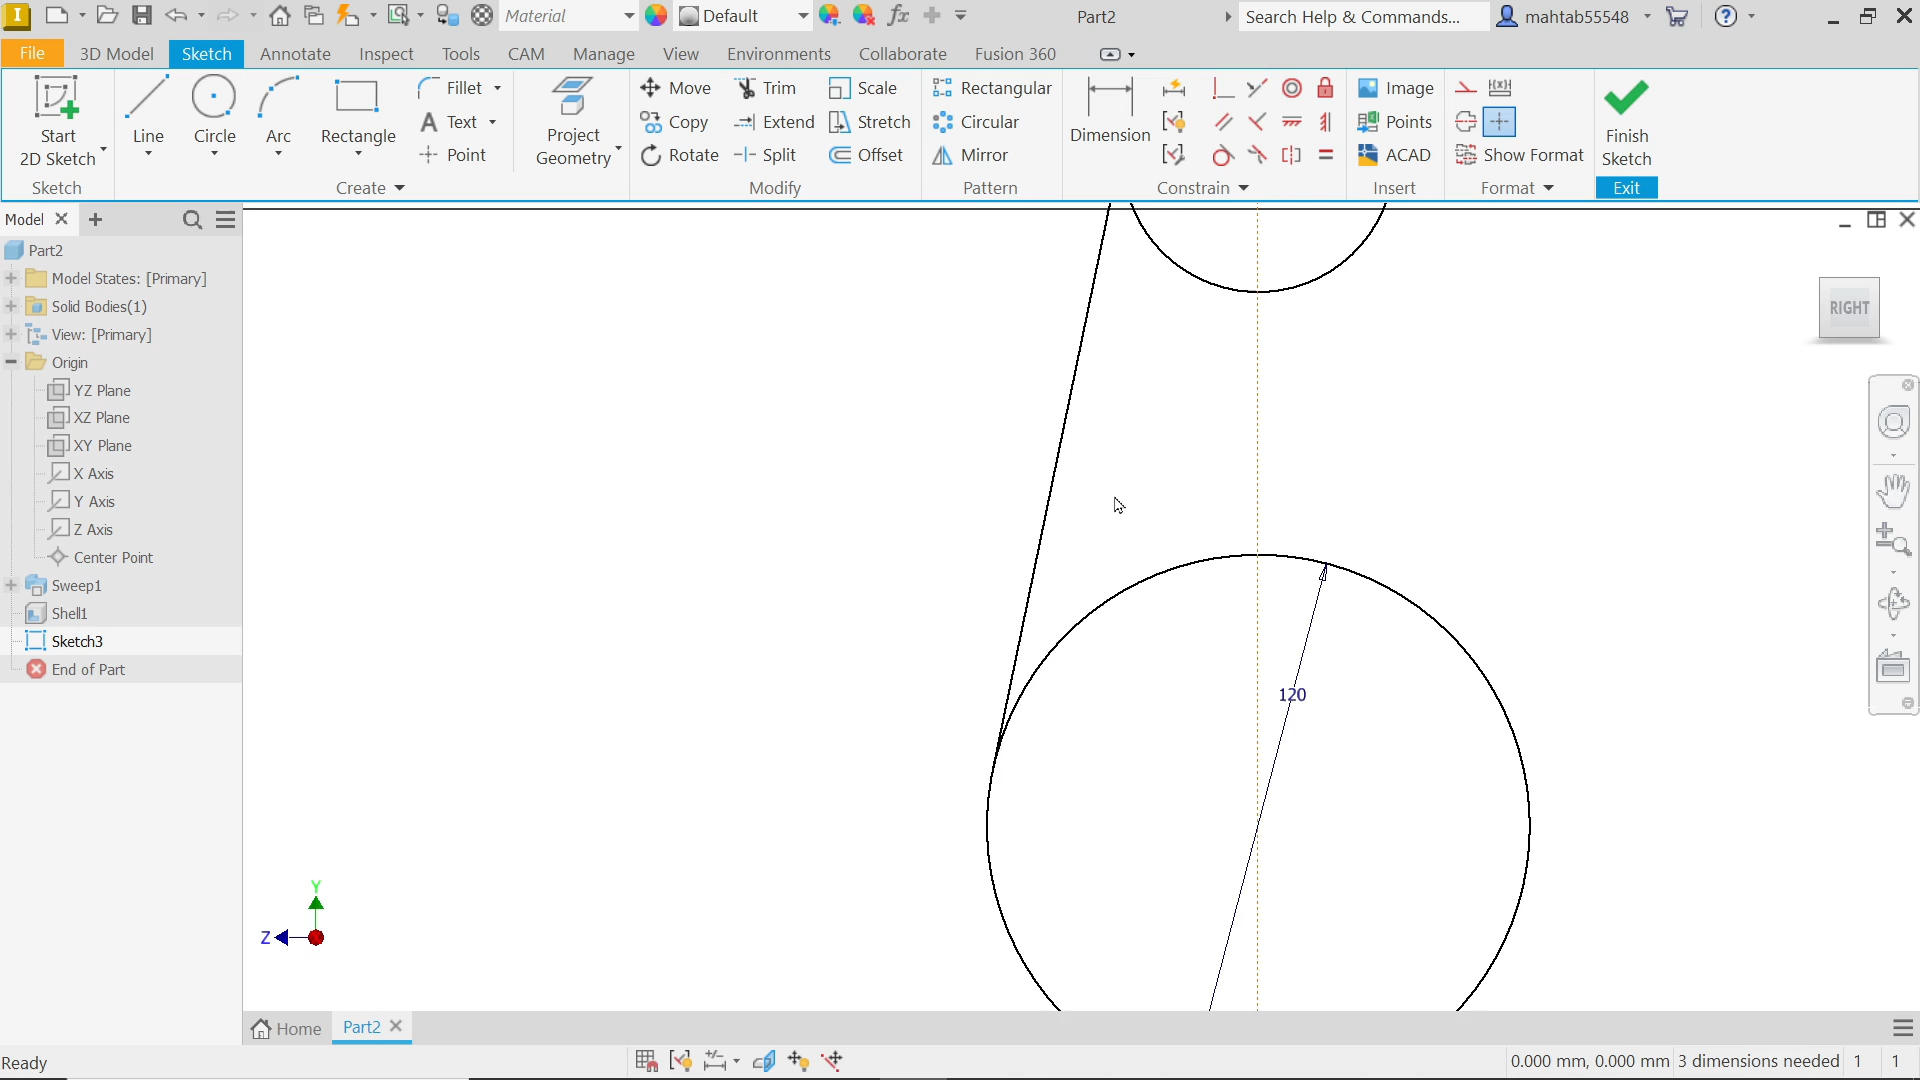 Material
Default
Part2
Search Help & Commands...
mahtab55548
File
3D Model
Sketch
Annotate
Inspect
Tools
CAM
Manage
View
Environments
Collaborate
Fusion 360
Start
2D Sketch
Line
Circle
Arc
Rectangle
Fillet
Text
Point
Project
Geometry
Move
Trim
Scale
Copy
Extend
Stretch
Rotate
Split
Offset
Rectangular
Circular
Mirror
Dimension
Image
Points
ACAD
Show Format
Finish
Sketch
Sketch
Create
Modify
Pattern
Constrain
Insert
Format
Exit
Model
Part2
Model States: [Primary]
Solid Bodies(1)
View: [Primary]
Origin
YZ Plane
XZ Plane
XY Plane
X Axis
Y Axis
Z Axis
Center Point
Sweep1
Shell1
Sketch3
End of Part
RIGHT
120
Y
Z
Home
Part2
Ready
0.000 mm, 0.000 mm
3 dimensions needed
1
1